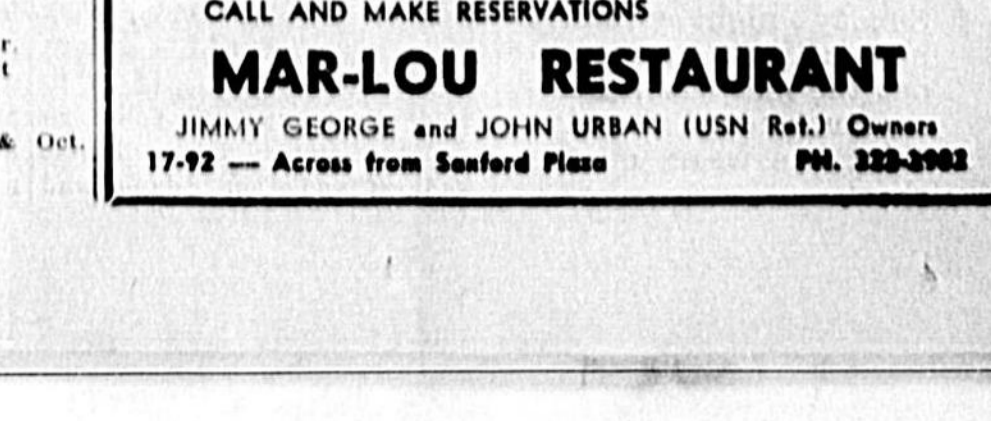 CALL AND MAKE RESERVATIONS
MAR-LOU RESTAURANT
JIMMY GEORGE and JOHN URBAN (USN Ret.) Owners
17-92 — Across from Sanford Plaza PH.
& Oct.